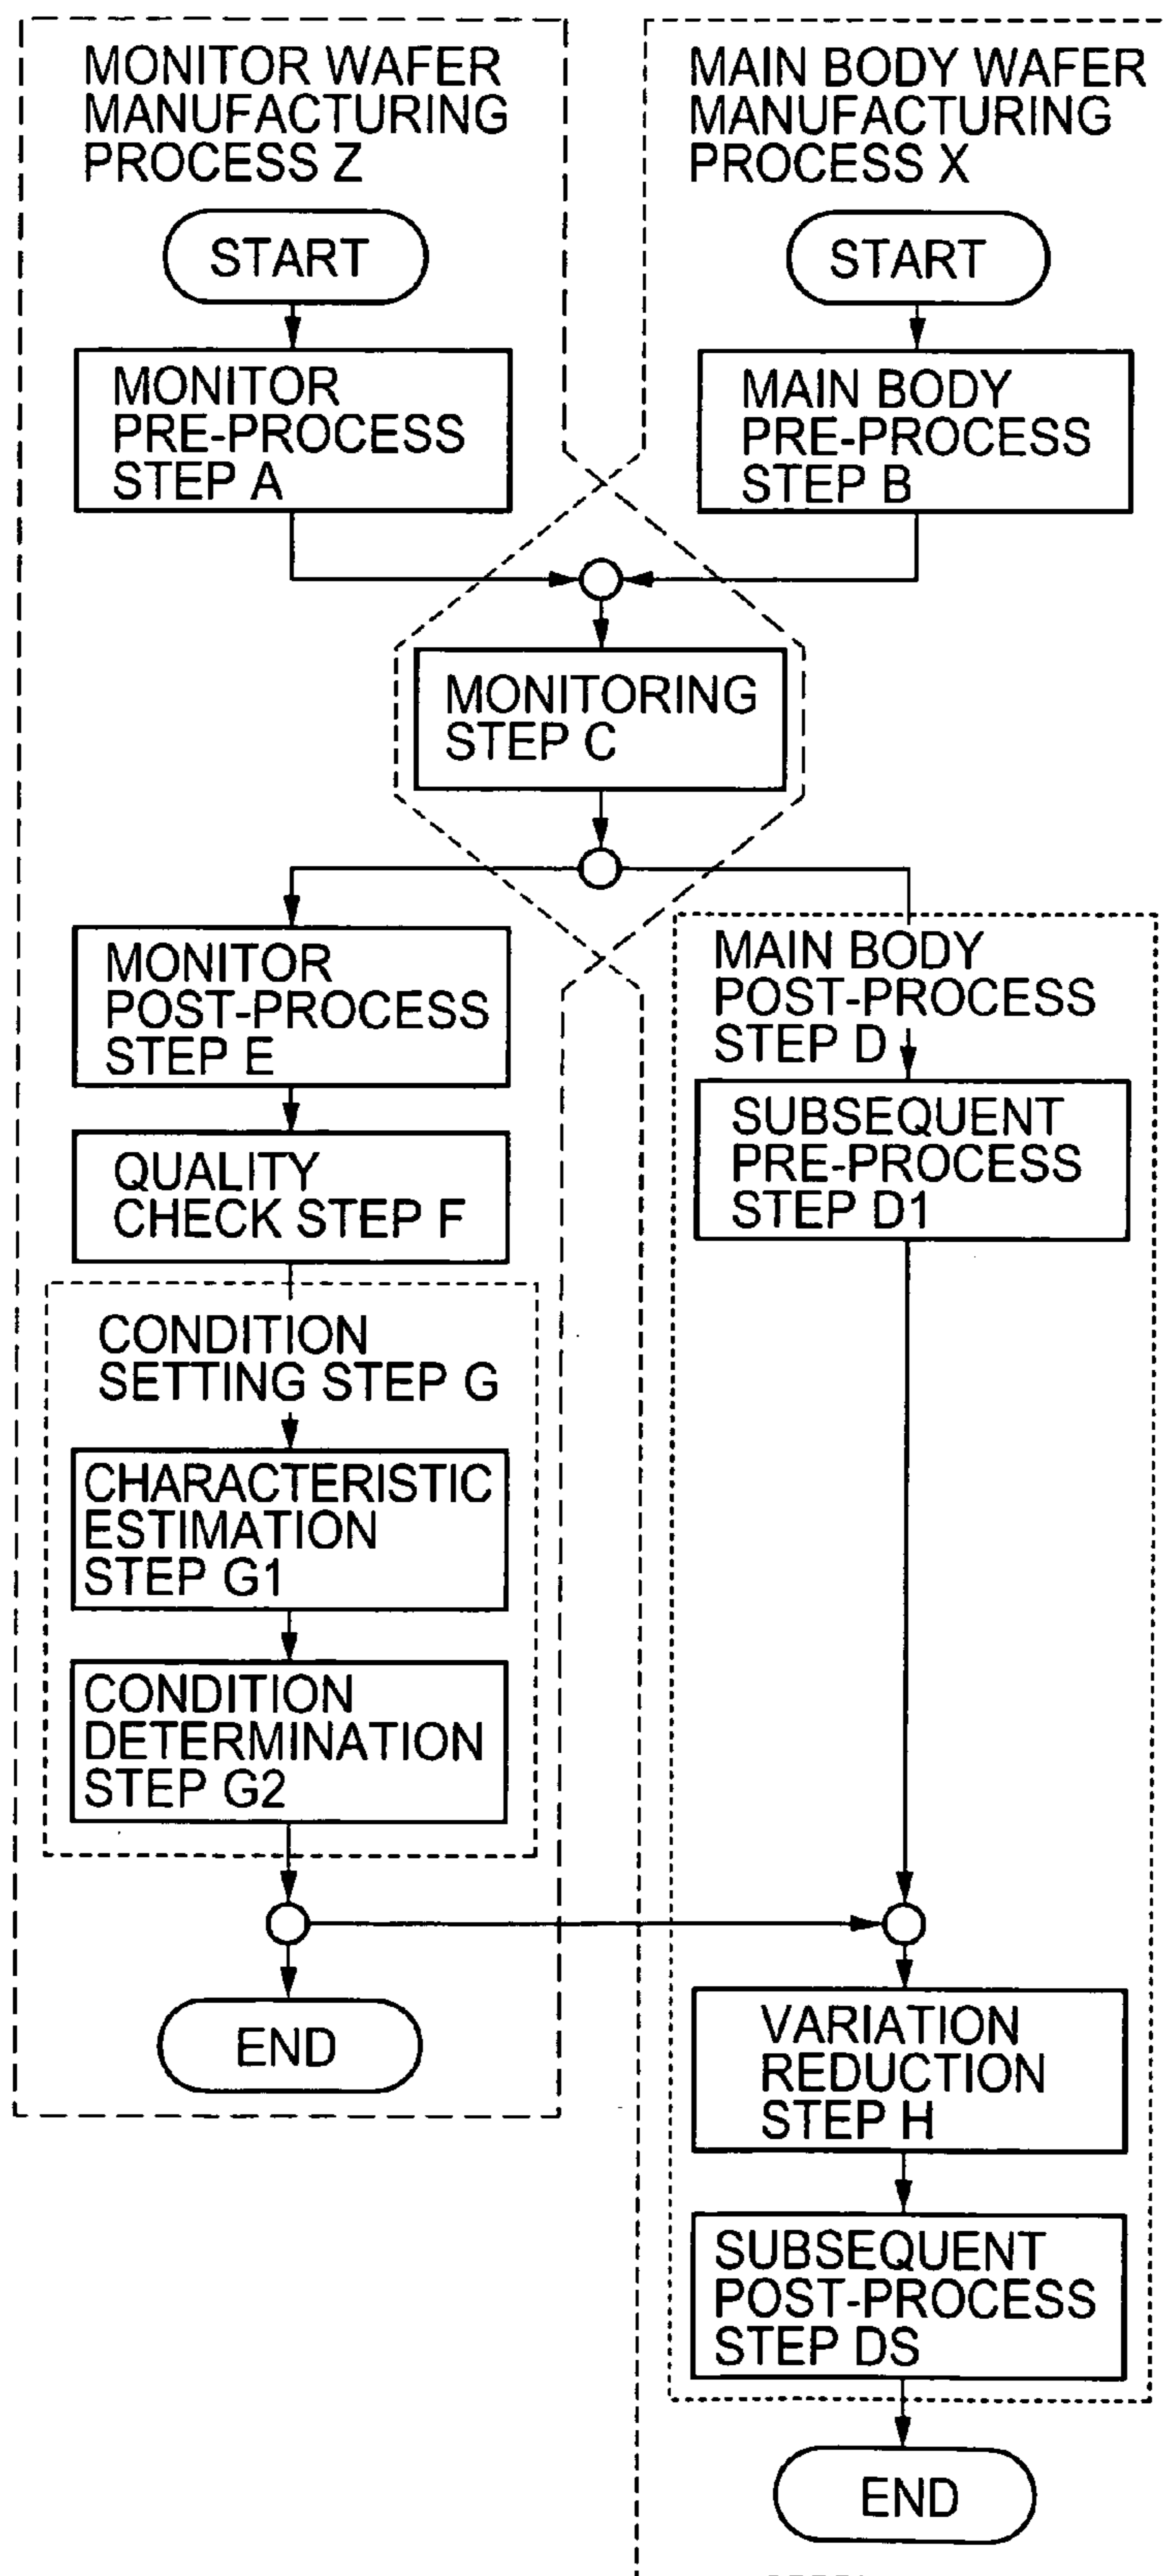 MONITOR WAFER
MANUFACTURING
PROCESS Z
START
MONITOR
PRE-PROCESS
STEP A
MAIN BODY WAFER
MANUFACTURING
PROCESS X
START
MAIN BODY
PRE-PROCESS
STEP B
MONITORING
STEP C
MONITOR
POST-PROCESS
STEP E
QUALITY
CHECK STEP F
CONDITION
SETTING STEP G
CHARACTERISTIC
ESTIMATION
STEP G1
CONDITION
DETERMINATION
STEP G2
END
MAIN BODY
POST-PROCESS
STEP D
SUBSEQUENT
PRE-PROCESS
STEP D1
VARIATION
REDUCTION
STEP H
SUBSEQUENT
POST-PROCESS
STEP DS
END